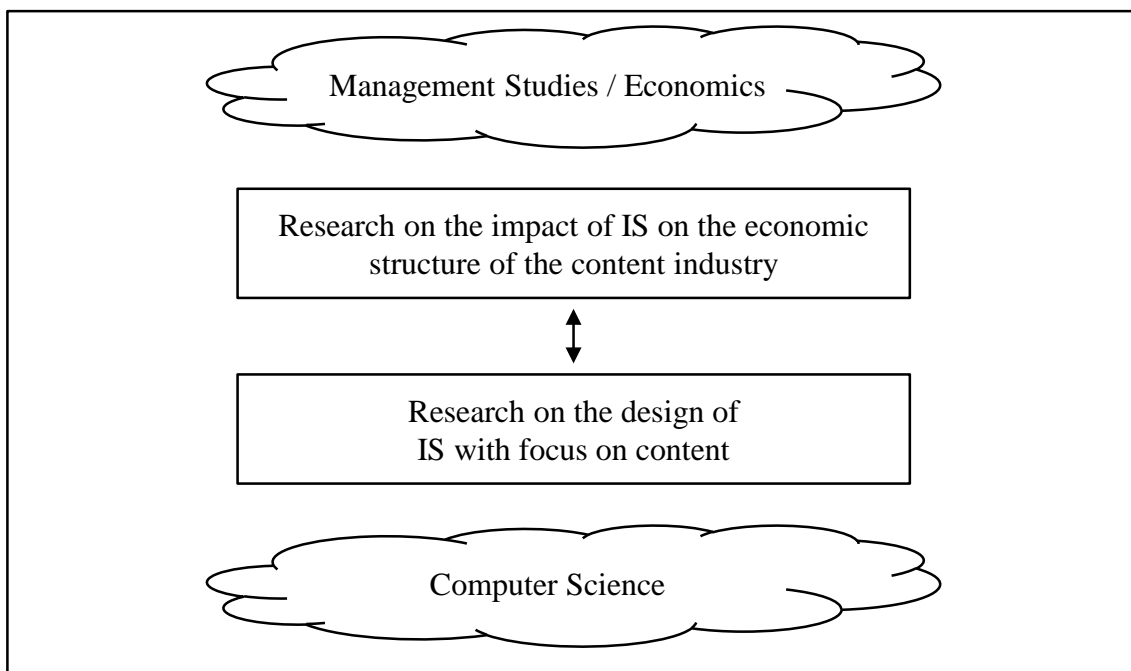 Management Studies / Economics
Research on the impact of IS on the economic
structure of the content industry
Research on the design of
IS with focus on content
Computer Science